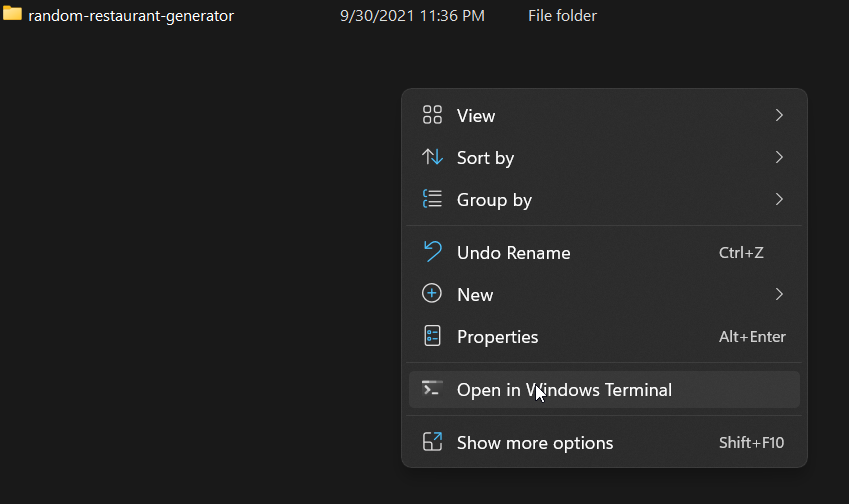 random-restaurant-generator 9/30/2021 11:36 PM File folder
View
Sort by
Group by
Undo Rename Ctrl+Z
New
Properties Alt+Enter
Open in Windows Terminal
Show more options Shift+F10